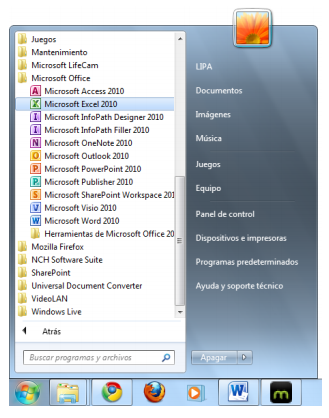 Juegos
Mantenimiento
Microsoft LifeCam
Microsoft Office
Microsoft Access 2010
Microsoft Excel 2010
Microsoft InfoPath Designer 2010
Microsoft InfoPath Filler 2010
Microsoft OneNote 2010
Microsoft Outlook 2010
Microsoft PowerPoint 2010
Microsoft Publisher 2010
Microsoft SharePoint Workspace 201
Microsoft Visio 2010
Microsoft Word 2010
Herramientas de Microsoft Office 20
Mozilla Firefox
NCH Software Suite
SharePoint
Universal Document Converter
VideoLAN
Windows Live
Atrás
Buscar programas y archivos
LIPA
Documentos
Imágenes
Música
Juegos
Equipo
Panel de control
Dispositivos e impresoras
Programas predeterminados
Ayuda y soporte técnico
Apagar